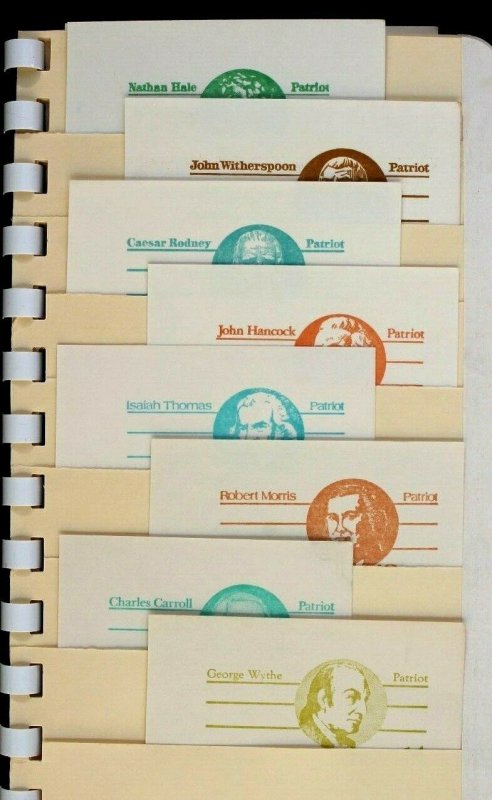 Nathan Hale Patriot
John Witherspoon Patriot
Caesar Rodney Patriot
John Hancock Patriot
Isaiah Thomas Patriot
Robert Morris Patriot
Charles Carroll Patriot
George Wythe Patriot